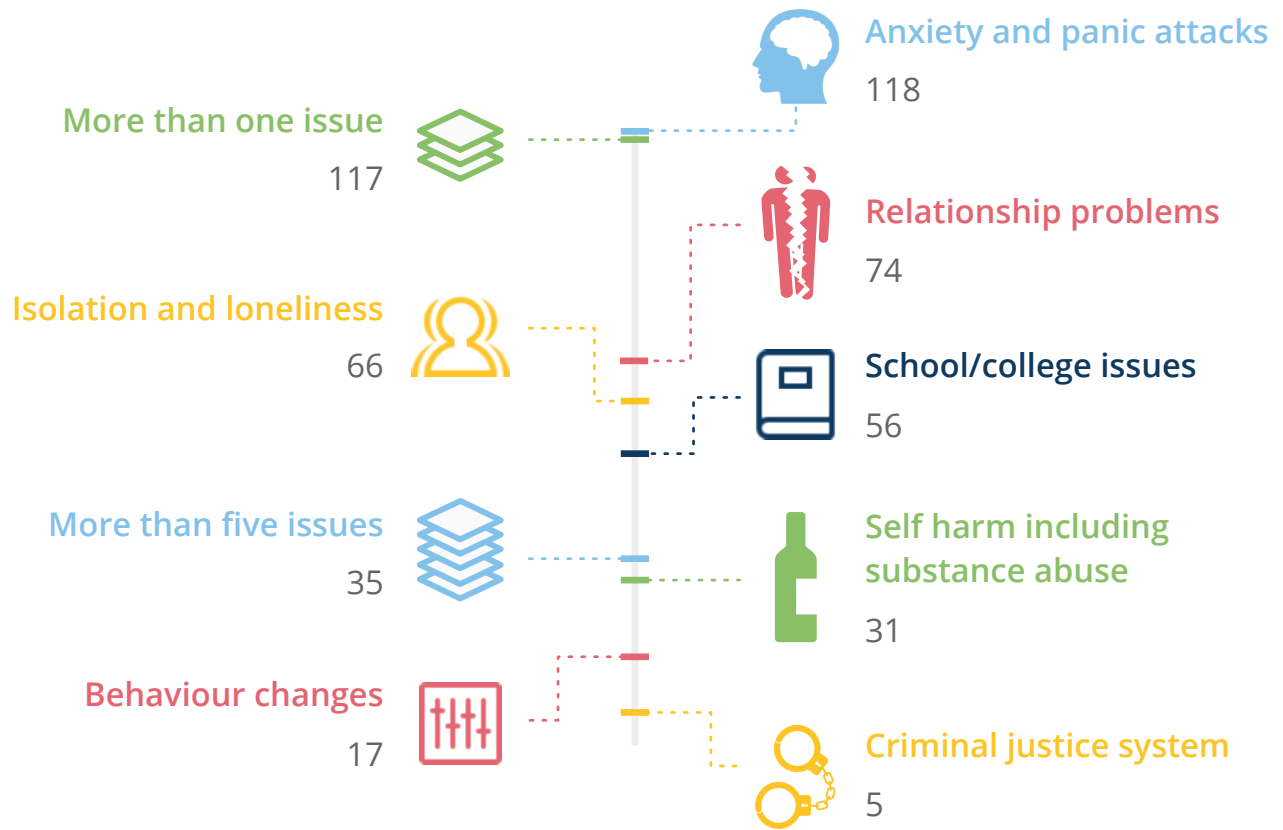 Anxiety and panic attacks
118
More than one issue
117
Relationship problems
74
Isolation and loneliness
66
School/college issues
56
More than five issues
35
Self harm including
substance abuse
31
Behaviour changes
17
Criminal justice system
5